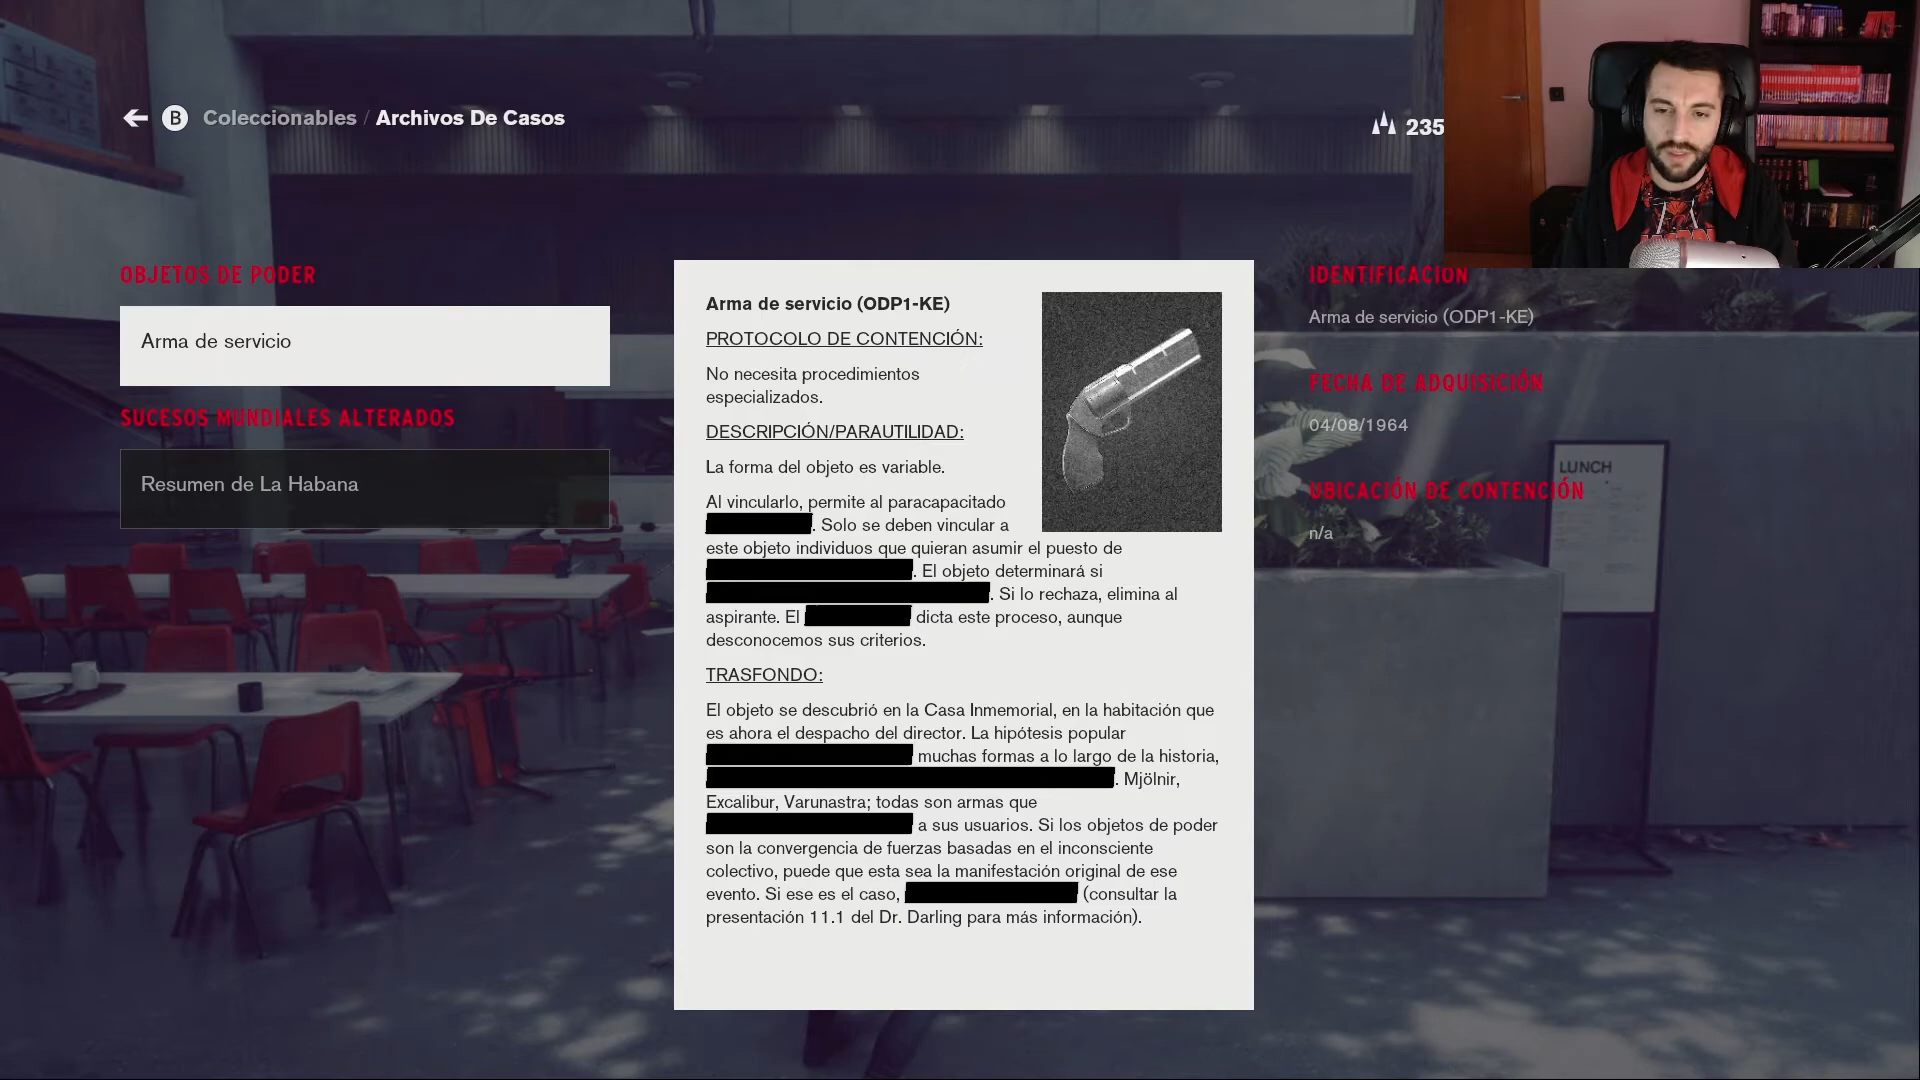 B Coleccionables / Archivos De Casos
235
OBJETOS DE PODER
Arma de servicio
SUCESOS MUNDIALES ALTERADOS
Resumen de La Habana
Arma de servicio (ODP1-KE)
PROTOCOLO DE CONTENCIÓN:
No necesita procedimientos
especializados.
DESCRIPCIÓN/PARAUTILIDAD:
La forma del objeto es variable.
Al vincularlo, permite al paracapacitado
. Solo se deben vincular a
este objeto individuos que quieran asumir el puesto de
. El objeto determinará si
. Si lo rechaza, elimina al
aspirante. El dicta este proceso, aunque
desconocemos sus criterios.
TRASFONDO:
El objeto se descubrió en la Casa Inmemorial, en la habitación que
es ahora el despacho del director. La hipótesis popular
muchas formas a lo largo de la historia,
. Mjölnir,
Excalibur, Varunastra; todas son armas que
a sus usuarios. Si los objetos de poder
son la convergencia de fuerzas basadas en el inconsciente
colectivo, puede que esta sea la manifestación original de ese
evento. Si ese es el caso, (consultar la
presentación 11.1 del Dr. Darling para más información).
IDENTIFICACIÓN
Arma de servicio (ODP1-KE)
FECHA DE ADQUISICIÓN
04/08/1964
UBICACIÓN DE CONTENCIÓN
n/a
LUNCH